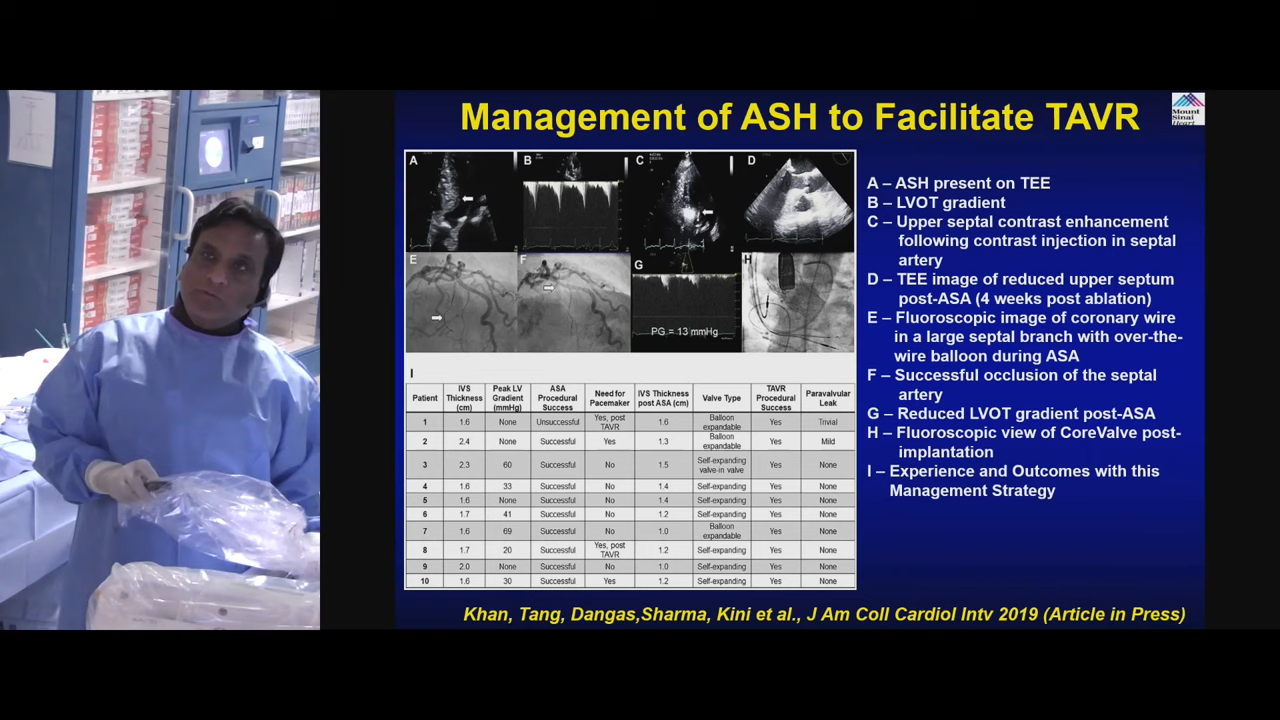 Management of ASH to Facilitate TAVR
Mount
Sinai
Heart
A
B
C
D
E
F
G
H
PG = 13 mmHg
I
Patient | IVS Thickness (cm) | Peak LV Gradient (mmHg) | ASA Procedural Success | Need for Pacemaker | IVS Thickness post ASA (cm) | Valve Type | TAVR Procedural Success | Paravalvular Leak
1 | 1.6 | None | Unsuccessful | Yes, post TAVR | 1.6 | Balloon expandable | Yes | Trivial
2 | 2.4 | None | Successful | Yes | 1.3 | Balloon expandable | Yes | Mild
3 | 2.3 | 60 | Successful | No | 1.5 | Self-expanding valve-in valve | Yes | None
4 | 1.6 | 33 | Successful | No | 1.4 | Self-expanding | Yes | None
5 | 1.6 | None | Successful | No | 1.4 | Self-expanding | Yes | None
6 | 1.7 | 41 | Successful | No | 1.2 | Self-expanding | Yes | None
7 | 1.6 | 69 | Successful | No | 1.0 | Balloon expandable | Yes | None
8 | 1.7 | 20 | Successful | Yes, post TAVR | 1.2 | Self-expanding | Yes | None
9 | 2.0 | None | Successful | No | 1.0 | Self-expanding | Yes | None
10 | 1.6 | 30 | Successful | Yes | 1.2 | Self-expanding | Yes | None
A – ASH present on TEE
B – LVOT gradient
C – Upper septal contrast enhancement
following contrast injection in septal
artery
D – TEE image of reduced upper septum
post-ASA (4 weeks post ablation)
E – Fluoroscopic image of coronary wire
in a large septal branch with over-the-
wire balloon during ASA
F – Successful occlusion of the septal
artery
G – Reduced LVOT gradient post-ASA
H – Fluoroscopic view of CoreValve post-
implantation
I – Experience and Outcomes with this
Management Strategy
Khan, Tang, Dangas,Sharma, Kini et al., J Am Coll Cardiol Intv 2019 (Article in Press)